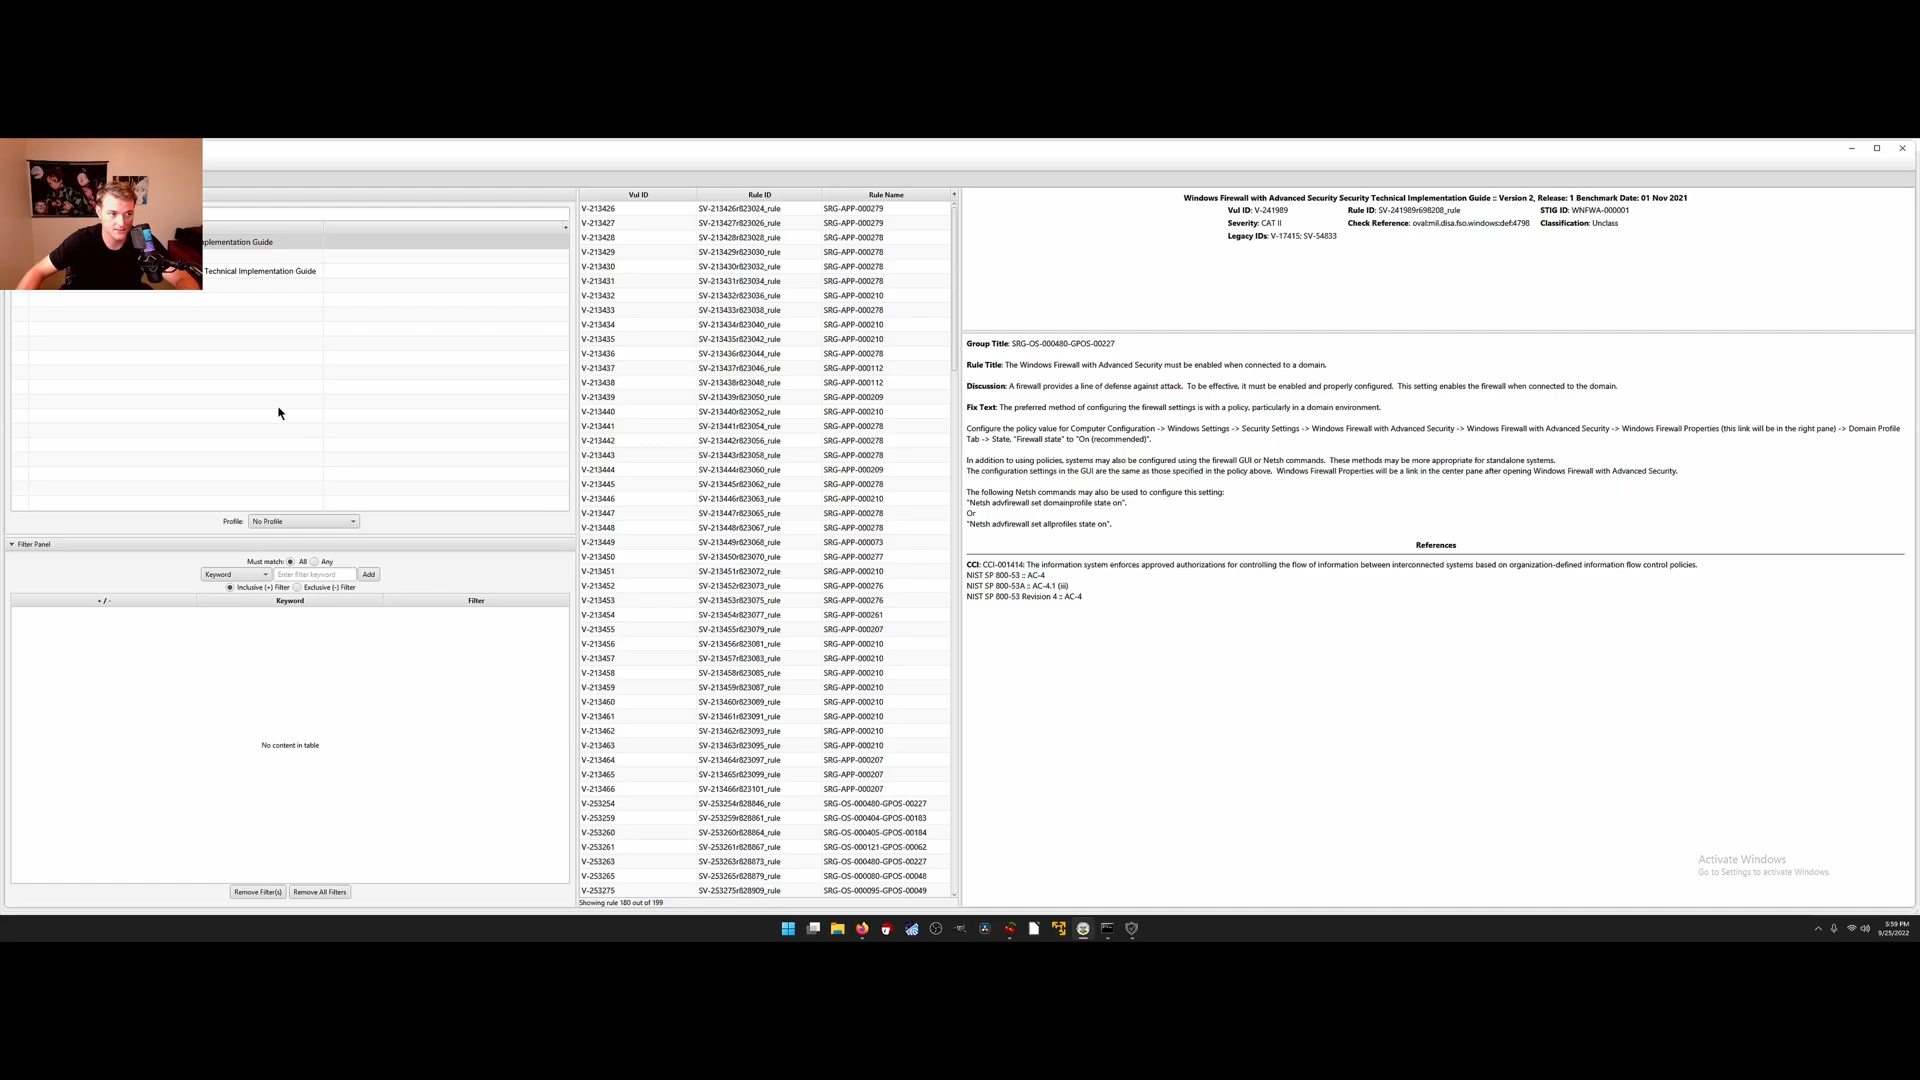 mplementation Guide
Technical Implementation Guide
Profile: No Profile
Filter Panel
Must match: All Any
Keyword Enter filter keyword Add
Inclusive (+) Filter Exclusive (-) Filter
+ / - Keyword Filter
No content in table
Remove Filter(s) Remove All Filters
Vul ID Rule ID Rule Name
V-213426 SV-213426r823024_rule SRG-APP-000279
V-213427 SV-213427r823026_rule SRG-APP-000279
V-213428 SV-213428r823028_rule SRG-APP-000278
V-213429 SV-213429r823030_rule SRG-APP-000278
V-213430 SV-213430r823032_rule SRG-APP-000278
V-213431 SV-213431r823034_rule SRG-APP-000278
V-213432 SV-213432r823036_rule SRG-APP-000210
V-213433 SV-213433r823038_rule SRG-APP-000278
V-213434 SV-213434r823040_rule SRG-APP-000210
V-213435 SV-213435r823042_rule SRG-APP-000210
V-213436 SV-213436r823044_rule SRG-APP-000278
V-213437 SV-213437r823046_rule SRG-APP-000112
V-213438 SV-213438r823048_rule SRG-APP-000112
V-213439 SV-213439r823050_rule SRG-APP-000209
V-213440 SV-213440r823052_rule SRG-APP-000210
V-213441 SV-213441r823054_rule SRG-APP-000278
V-213442 SV-213442r823056_rule SRG-APP-000278
V-213443 SV-213443r823058_rule SRG-APP-000278
V-213444 SV-213444r823060_rule SRG-APP-000209
V-213445 SV-213445r823062_rule SRG-APP-000278
V-213446 SV-213446r823063_rule SRG-APP-000210
V-213447 SV-213447r823065_rule SRG-APP-000278
V-213448 SV-213448r823067_rule SRG-APP-000278
V-213449 SV-213449r823068_rule SRG-APP-000073
V-213450 SV-213450r823070_rule SRG-APP-000277
V-213451 SV-213451r823072_rule SRG-APP-000210
V-213452 SV-213452r823073_rule SRG-APP-000276
V-213453 SV-213453r823075_rule SRG-APP-000276
V-213454 SV-213454r823077_rule SRG-APP-000261
V-213455 SV-213455r823079_rule SRG-APP-000207
V-213456 SV-213456r823081_rule SRG-APP-000210
V-213457 SV-213457r823083_rule SRG-APP-000210
V-213458 SV-213458r823085_rule SRG-APP-000210
V-213459 SV-213459r823087_rule SRG-APP-000210
V-213460 SV-213460r823089_rule SRG-APP-000210
V-213461 SV-213461r823091_rule SRG-APP-000210
V-213462 SV-213462r823093_rule SRG-APP-000210
V-213463 SV-213463r823095_rule SRG-APP-000210
V-213464 SV-213464r823097_rule SRG-APP-000207
V-213465 SV-213465r823099_rule SRG-APP-000207
V-213466 SV-213466r823101_rule SRG-APP-000207
V-253254 SV-253254r828846_rule SRG-OS-000480-GPOS-00227
V-253259 SV-253259r828861_rule SRG-OS-000404-GPOS-00183
V-253260 SV-253260r828864_rule SRG-OS-000405-GPOS-00184
V-253261 SV-253261r828867_rule SRG-OS-000121-GPOS-00062
V-253263 SV-253263r828873_rule SRG-OS-000480-GPOS-00227
V-253265 SV-253265r828879_rule SRG-OS-000080-GPOS-00048
V-253275 SV-253275r828909_rule SRG-OS-000095-GPOS-00049
Showing rule 180 out of 199
Windows Firewall with Advanced Security Security Technical Implementation Guide :: Version 2, Release: 1 Benchmark Date: 01 Nov 2021
Vul ID: V-241989 Rule ID: SV-241989r698208_rule STIG ID: WNFWA-000001
Severity: CAT II Check Reference: oval:mil.disa.fso.windows:def:4798 Classification: Unclass
Legacy IDs: V-17415; SV-54833
Group Title: SRG-OS-000480-GPOS-00227
Rule Title: The Windows Firewall with Advanced Security must be enabled when connected to a domain.
Discussion: A firewall provides a line of defense against attack. To be effective, it must be enabled and properly configured. This setting enables the firewall when connected to the domain.
Fix Text: The preferred method of configuring the firewall settings is with a policy, particularly in a domain environment.
Configure the policy value for Computer Configuration -> Windows Settings -> Security Settings -> Windows Firewall with Advanced Security -> Windows Firewall with Advanced Security -> Windows Firewall Properties (this link will be in the right pane) -> Domain Profile
Tab -> State, "Firewall state" to "On (recommended)".
In addition to using policies, systems may also be configured using the firewall GUI or Netsh commands. These methods may be more appropriate for standalone systems.
The configuration settings in the GUI are the same as those specified in the policy above. Windows Firewall Properties will be a link in the center pane after opening Windows Firewall with Advanced Security.
The following Netsh commands may also be used to configure this setting:
"Netsh advfirewall set domainprofile state on".
Or
"Netsh advfirewall set allprofiles state on".
References
CCI: CCI-001414: The information system enforces approved authorizations for controlling the flow of information between interconnected systems based on organization-defined information flow control policies.
NIST SP 800-53 :: AC-4
NIST SP 800-53A :: AC-4.1 (iii)
NIST SP 800-53 Revision 4 :: AC-4
Activate Windows
Go to Settings to activate Windows.
5:59 PM
9/25/2022